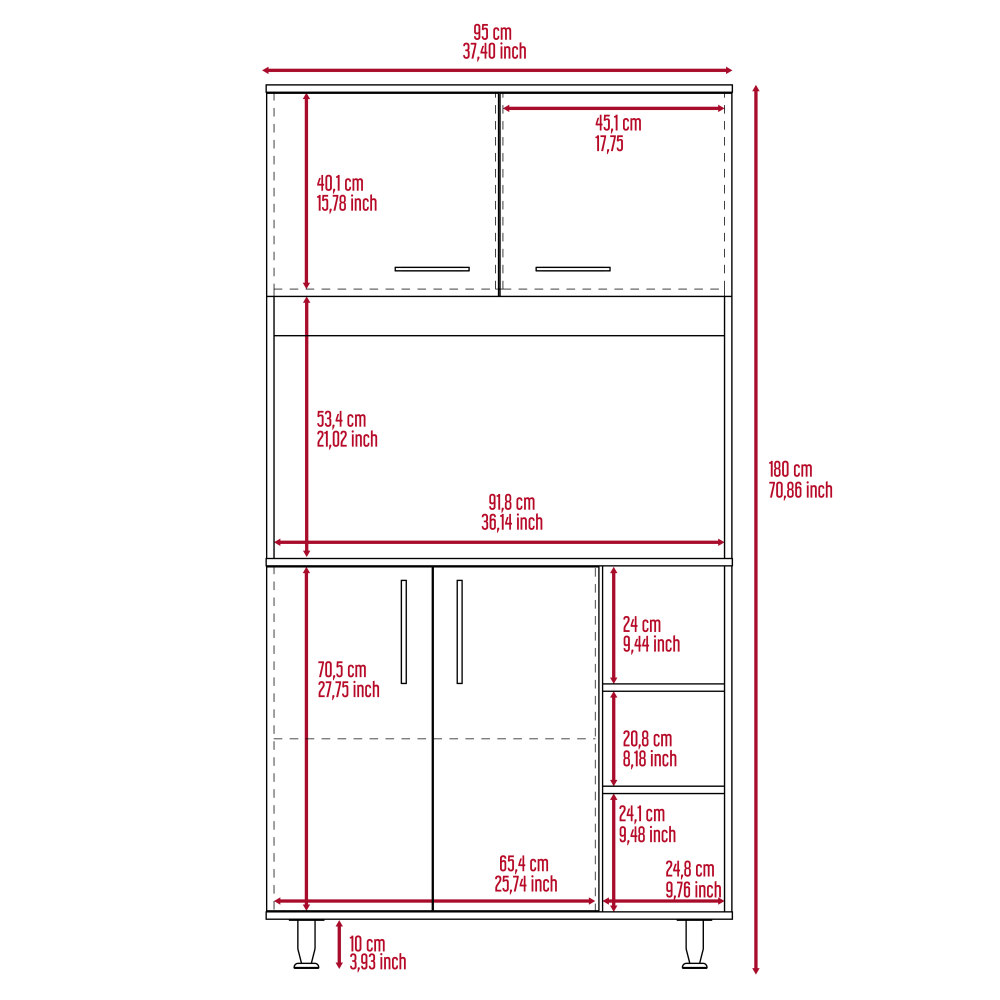 95 cm
37,40 inch
45,1 cm
17,75
40,1 cm
15,78 inch
53,4 cm
21,02 inch
180 cm
70,86 inch
91,8 cm
36,14 inch
24 cm
9,44 inch
70,5 cm
27,75 inch
20,8 cm
8,18 inch
24,1 cm
9,48 inch
65,4 cm
25,74 inch
24,8 cm
9,76 inch
10 cm
3,93 inch